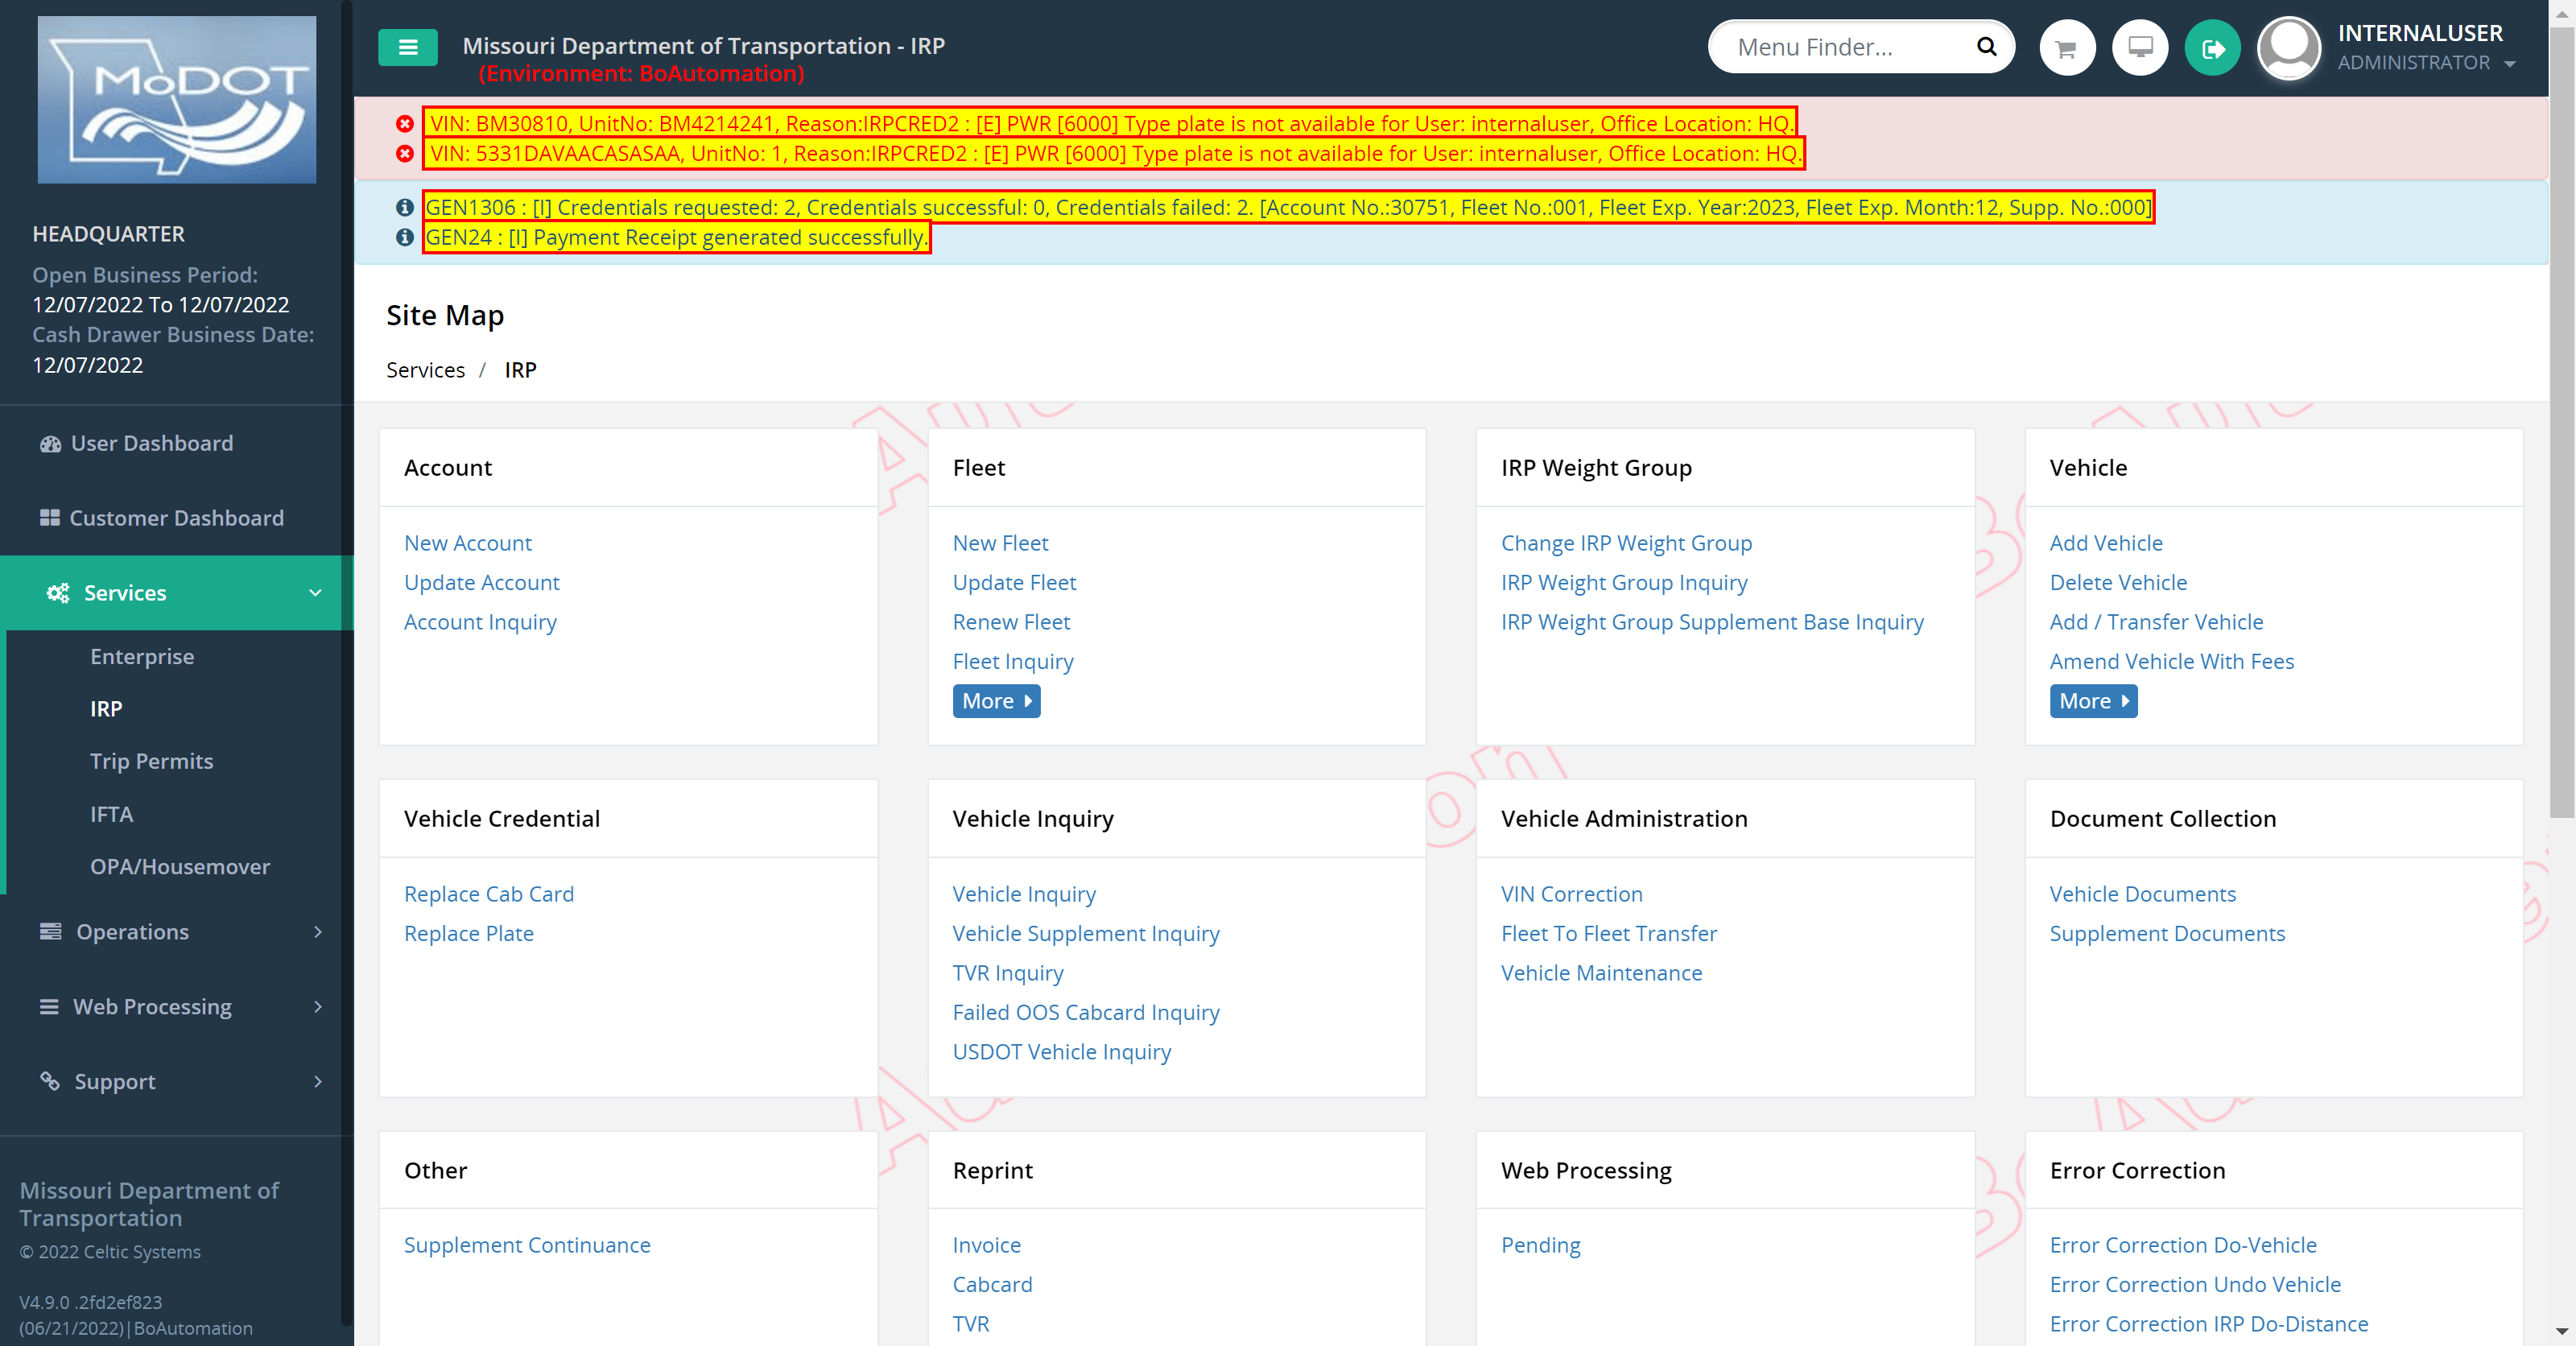 MoDOT
HEADQUARTER
Open Business Period:
12/07/2022 To 12/07/2022
Cash Drawer Business Date:
12/07/2022
User Dashboard
Customer Dashboard
Services
Enterprise
IRP
Trip Permits
IFTA
OPA/Housemover
Operations
Web Processing
Support
Missouri Department of
Transportation
© 2022 Celtic Systems
V4.9.0 .2fd2ef823
(06/21/2022)|BoAutomation
Missouri Department of Transportation - IRP
(Environment: BoAutomation)
Menu Finder...
INTERNALUSER
ADMINISTRATOR
VIN: BM30810, UnitNo: BM4214241, Reason:IRPCRED2 : [E] PWR [6000] Type plate is not available for User: internaluser, Office Location: HQ.
VIN: 5331DAVAACASASAA, UnitNo: 1, Reason:IRPCRED2 : [E] PWR [6000] Type plate is not available for User: internaluser, Office Location: HQ.
GEN1306 : [I] Credentials requested: 2, Credentials successful: 0, Credentials failed: 2. [Account No.:30751, Fleet No.:001, Fleet Exp. Year:2023, Fleet Exp. Month:12, Supp. No.:000]
GEN24 : [I] Payment Receipt generated successfully.
Site Map
Services / IRP
Account
New Account
Update Account
Account Inquiry
Fleet
New Fleet
Update Fleet
Renew Fleet
Fleet Inquiry
More
IRP Weight Group
Change IRP Weight Group
IRP Weight Group Inquiry
IRP Weight Group Supplement Base Inquiry
Vehicle
Add Vehicle
Delete Vehicle
Add / Transfer Vehicle
Amend Vehicle With Fees
More
Vehicle Credential
Replace Cab Card
Replace Plate
Vehicle Inquiry
Vehicle Inquiry
Vehicle Supplement Inquiry
TVR Inquiry
Failed OOS Cabcard Inquiry
USDOT Vehicle Inquiry
Vehicle Administration
VIN Correction
Fleet To Fleet Transfer
Vehicle Maintenance
Document Collection
Vehicle Documents
Supplement Documents
Other
Supplement Continuance
Reprint
Invoice
Cabcard
TVR
Web Processing
Pending
Error Correction
Error Correction Do-Vehicle
Error Correction Undo Vehicle
Error Correction IRP Do-Distance